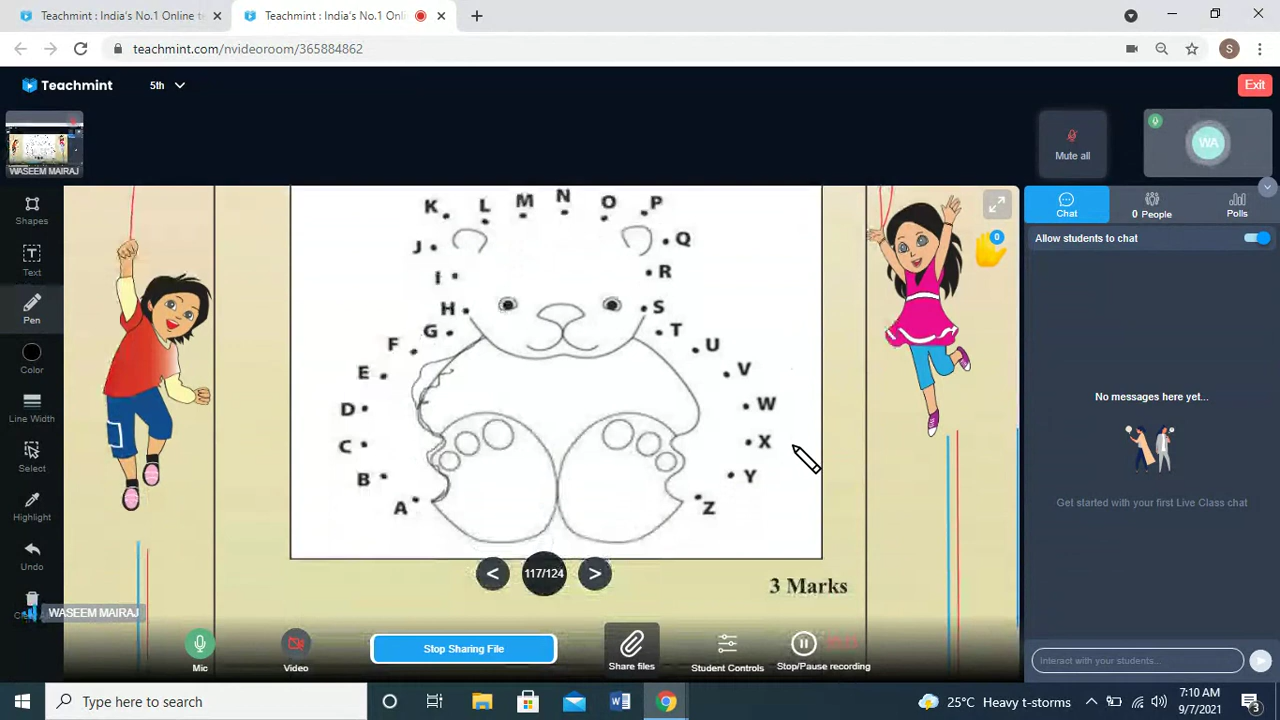 Teachmint : India's No.1 Online t
Teachmint : India's No.1 Onli
teachmint.com/nvideoroom/365884862
S
Teachmint
5th
Exit
WASEEM MAIRAJ
Mute all
WA
Shapes
Text
Pen
Color
Line Width
Select
Highlight
Undo
K L M N O P
J Q
I R
H S
G T
F U
E V
D W
C X
B Y
A Z
0
Chat
0 People
Polls
Allow students to chat
No messages here yet...
Get started with your first Live Class chat
117/124
3 Marks
WASEEM MAIRAJ
Mic
Video
Stop Sharing File
Share files
Student Controls
Stop/Pause recording
Interact with your students...
Type here to search
25°C Heavy t-storms
7:10 AM
9/7/2021
3